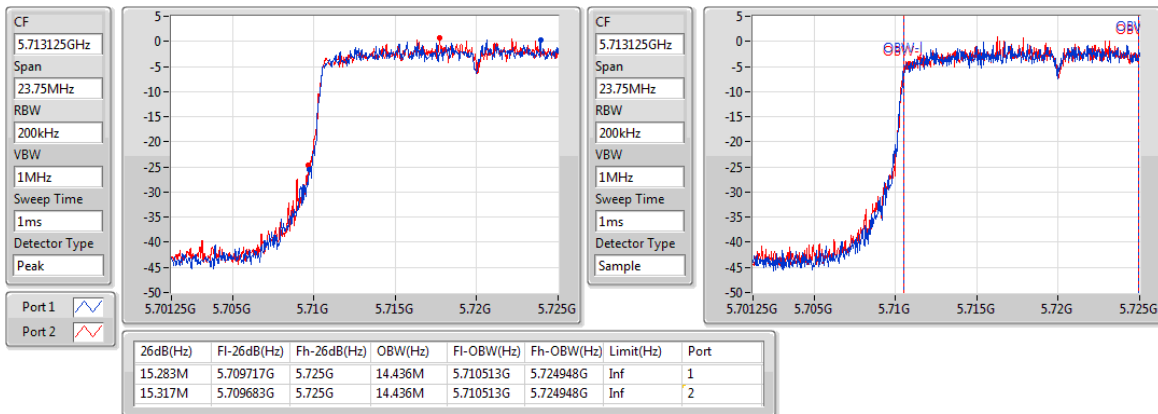 CF
5.713125GHz
Span
23.75MHz
RBW
200kHz
VBW
1MHz
Sweep Time
1ms
Detector Type
Peak
Port 1
Port 2
5
0
-5
-10
-15
-20
-25
-30
-35
-40
-45
-50
5.70125G 5.705G 5.71G 5.715G 5.72G 5.725G
CF
5.713125GHz
Span
23.75MHz
RBW
200kHz
VBW
1MHz
Sweep Time
1ms
Detector Type
Sample
5
0
-5
-10
-15
-20
-25
-30
-35
-40
-45
-50
OBW-
OBW
5.70125G 5.705G 5.71G 5.715G 5.72G 5.725G
26dB(Hz) Fl-26dB(Hz) Fh-26dB(Hz) OBW(Hz) Fl-OBW(Hz) Fh-OBW(Hz) Limit(Hz) Port
15.283M 5.709717G 5.725G 14.436M 5.710513G 5.724948G Inf 1
15.317M 5.709683G 5.725G 14.436M 5.710513G 5.724948G Inf 2